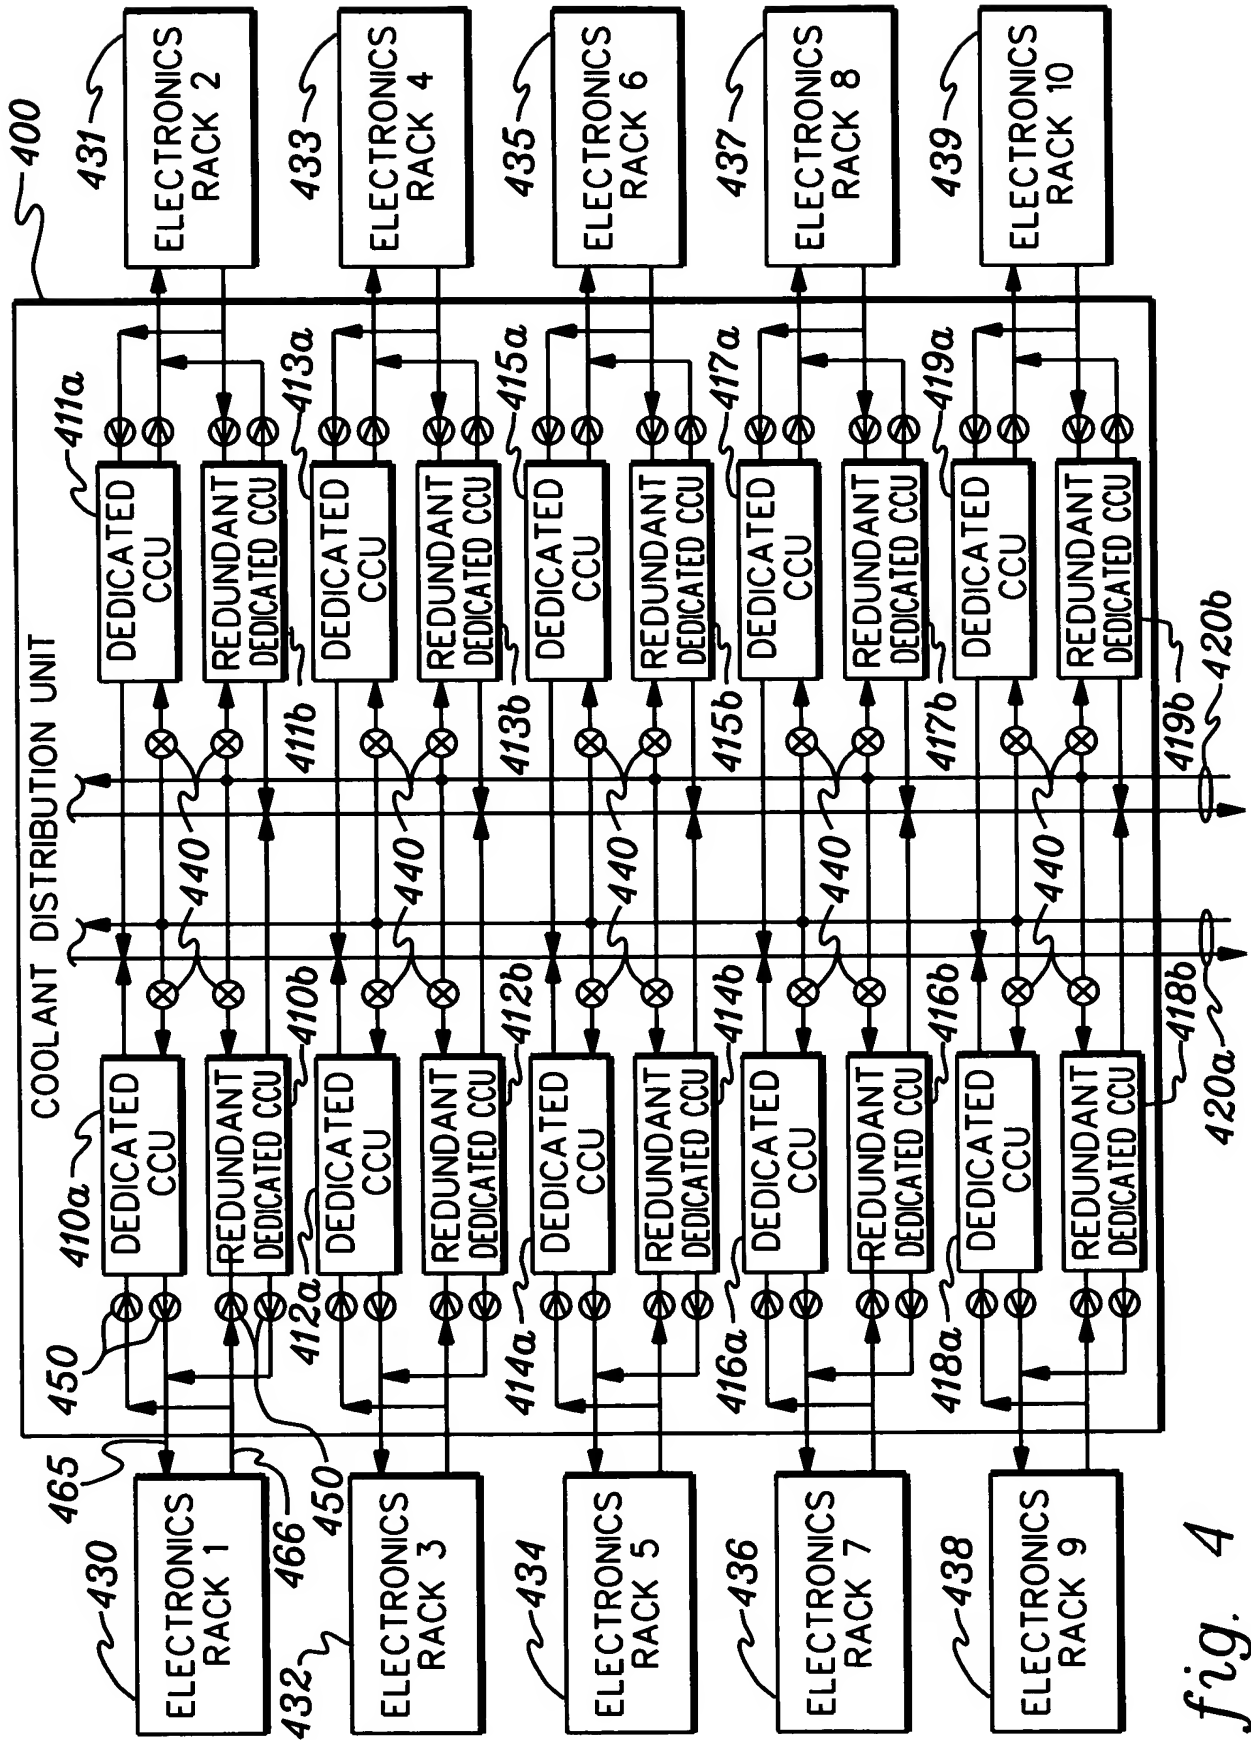 COOLANT DISTRIBUTION UNIT
400
430
465
450
410a
411a
431
ELECTRONICS
RACK 1
DEDICATED
CCU
DEDICATED
CCU
ELECTRONICS
RACK 2
440
440
466
450
REDUNDANT
DEDICATED CCU
410b
411b
REDUNDANT
DEDICATED CCU
432
412a
413a
433
ELECTRONICS
RACK 3
DEDICATED
CCU
DEDICATED
CCU
ELECTRONICS
RACK 4
440
440
REDUNDANT
DEDICATED CCU
412b
413b
REDUNDANT
DEDICATED CCU
434
414a
415a
435
ELECTRONICS
RACK 5
DEDICATED
CCU
DEDICATED
CCU
ELECTRONICS
RACK 6
440
440
REDUNDANT
DEDICATED CCU
414b
415b
REDUNDANT
DEDICATED CCU
436
416a
417a
437
ELECTRONICS
RACK 7
DEDICATED
CCU
DEDICATED
CCU
ELECTRONICS
RACK 8
440
440
REDUNDANT
DEDICATED CCU
416b
417b
REDUNDANT
DEDICATED CCU
438
418a
419a
439
ELECTRONICS
RACK 9
DEDICATED
CCU
DEDICATED
CCU
ELECTRONICS
RACK 10
440
440
REDUNDANT
DEDICATED CCU
418b
419b
REDUNDANT
DEDICATED CCU
420a
420b
fig. 4